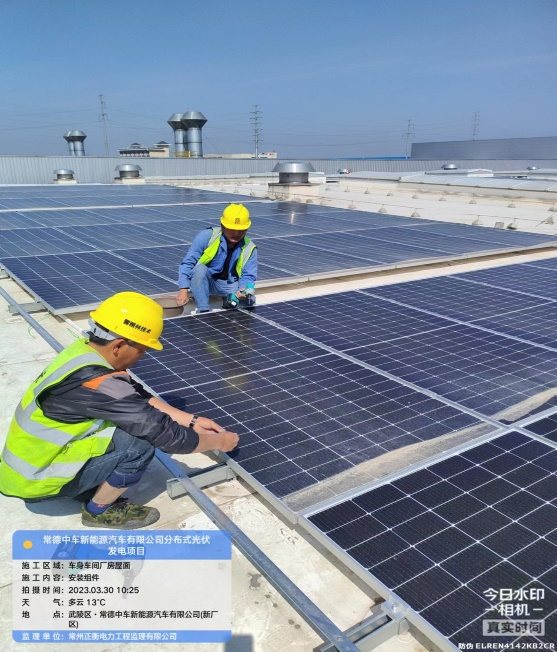 常德中车新能源汽车有限公司分布式光伏
发电项目
施工区域：车身车间厂房屋面
施工内容：安装组件
拍摄时间：2023.03.30 10:25
天气：多云 13℃
地点：武陵区·常德中车新能源汽车有限公司(新厂
区)
监理单位：常州正衡电力工程监理有限公司
今日水印
相机
真实时间
防伪 ELREN4142KB2CR